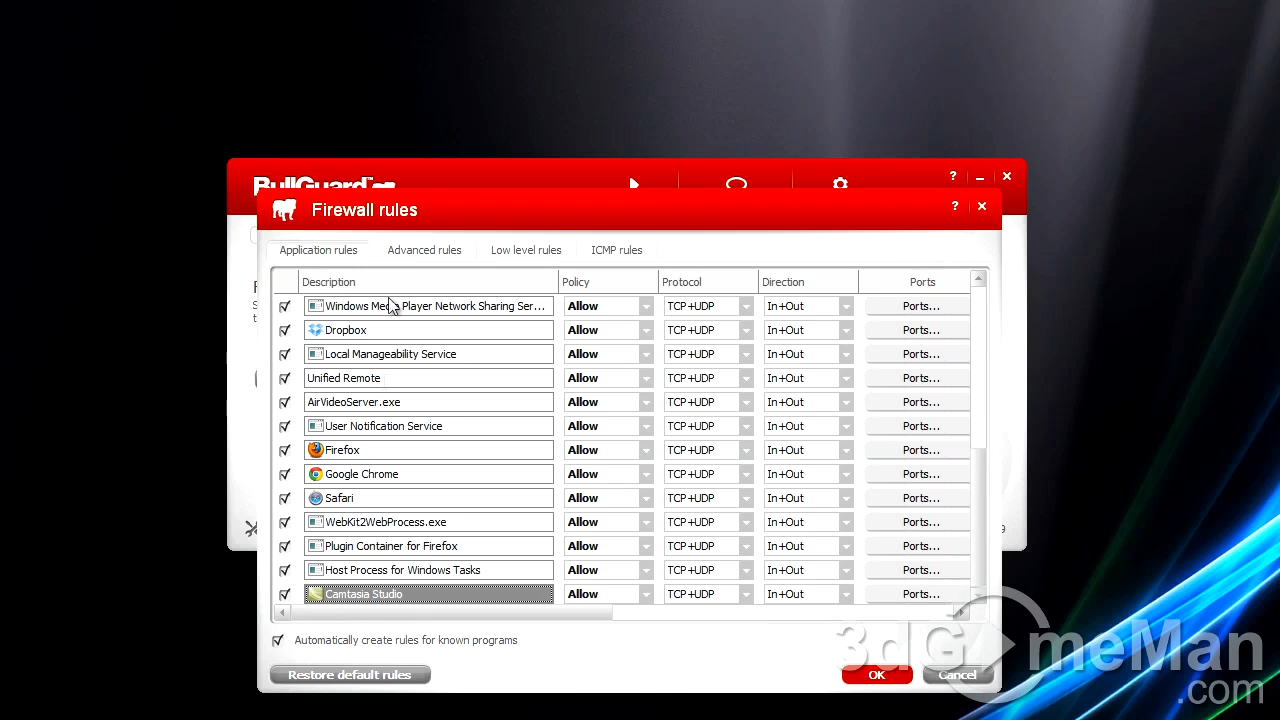 BullGuard
? _ ×
Firewall rules
? ×
Application rules Advanced rules Low level rules ICMP rules
Description Policy Protocol Direction Ports
Windows Media Player Network Sharing Ser... Allow TCP+UDP In+Out Ports...
Dropbox Allow TCP+UDP In+Out Ports...
Local Manageability Service Allow TCP+UDP In+Out Ports...
Unified Remote Allow TCP+UDP In+Out Ports...
AirVideoServer.exe Allow TCP+UDP In+Out Ports...
User Notification Service Allow TCP+UDP In+Out Ports...
Firefox Allow TCP+UDP In+Out Ports...
Google Chrome Allow TCP+UDP In+Out Ports...
Safari Allow TCP+UDP In+Out Ports...
WebKit2WebProcess.exe Allow TCP+UDP In+Out Ports...
Plugin Container for Firefox Allow TCP+UDP In+Out Ports...
Host Process for Windows Tasks Allow TCP+UDP In+Out Ports...
Camtasia Studio Allow TCP+UDP In+Out Ports...
Automatically create rules for known programs
Restore default rules OK Cancel
3dGameMan
.com